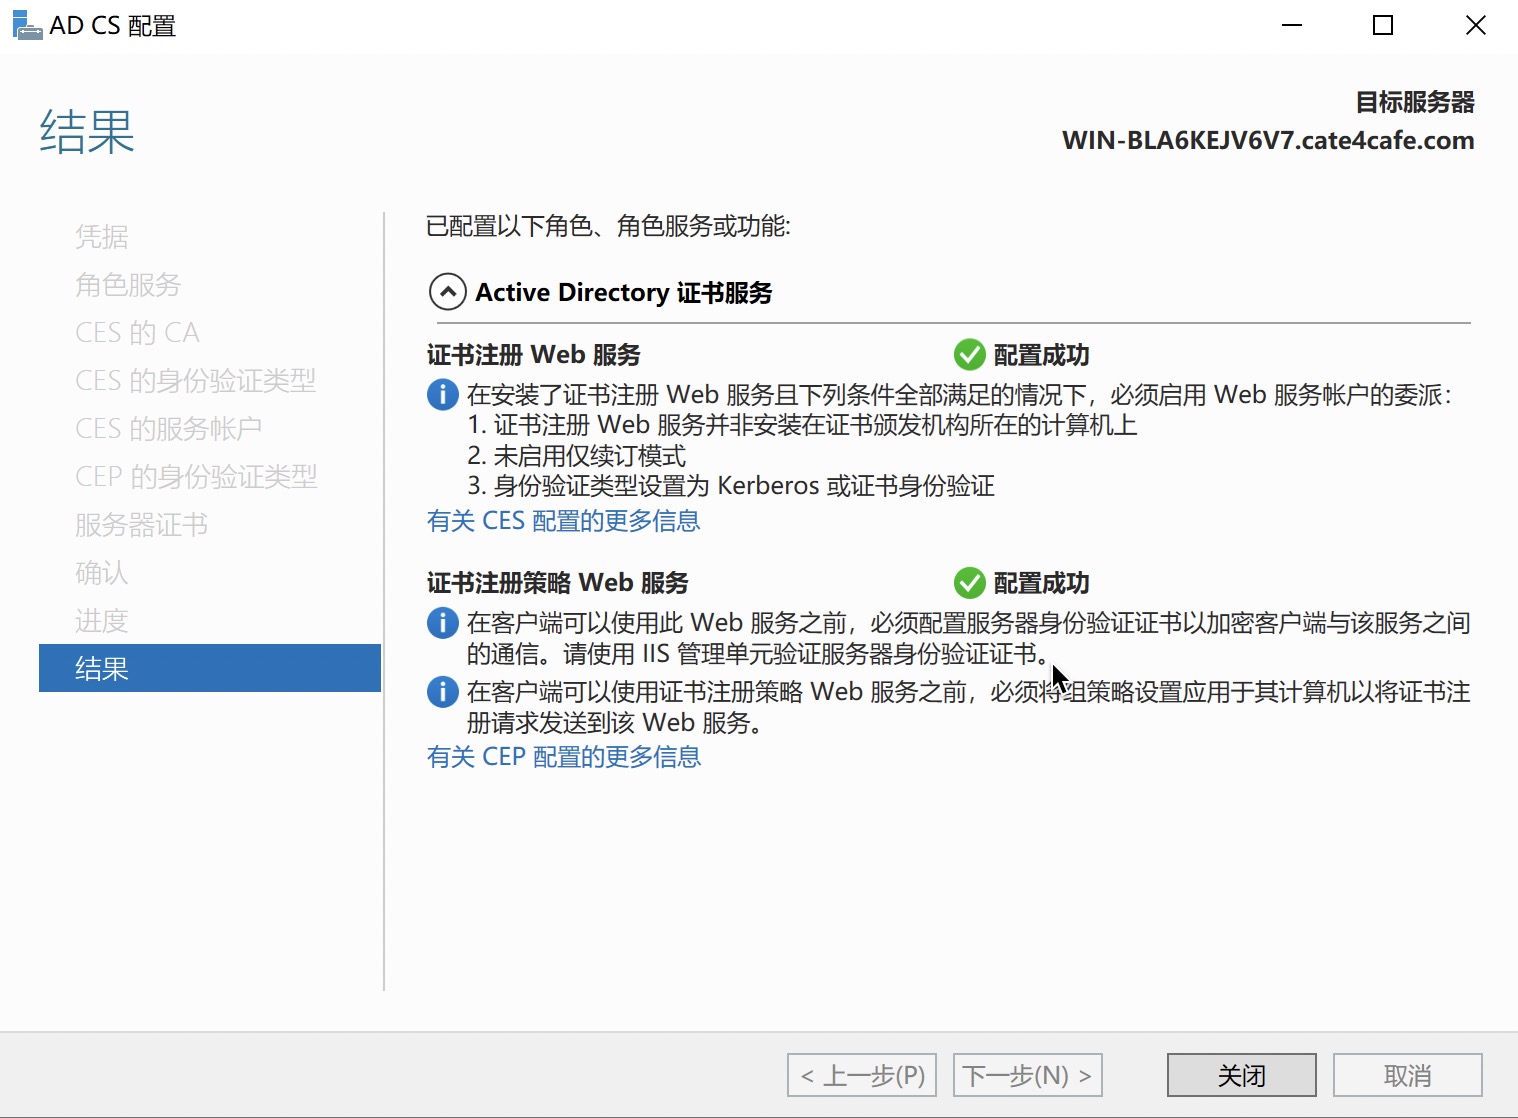 AD CS 配置
结果
目标服务器
WIN-BLA6KEJV6V7.cate4cafe.com
凭据
角色服务
CES 的 CA
CES 的身份验证类型
CES 的服务帐户
CEP 的身份验证类型
服务器证书
确认
进度
结果
已配置以下角色、角色服务或功能:
Active Directory 证书服务
证书注册 Web 服务 配置成功
在安装了证书注册 Web 服务且下列条件全部满足的情况下，必须启用 Web 服务帐户的委派：
1. 证书注册 Web 服务并非安装在证书颁发机构所在的计算机上
2. 未启用仅续订模式
3. 身份验证类型设置为 Kerberos 或证书身份验证
有关 CES 配置的更多信息
证书注册策略 Web 服务 配置成功
在客户端可以使用此 Web 服务之前，必须配置服务器身份验证证书以加密客户端与该服务之间
的通信。请使用 IIS 管理单元验证服务器身份验证证书。
在客户端可以使用证书注册策略 Web 服务之前，必须将组策略设置应用于其计算机以将证书注
册请求发送到该 Web 服务。
有关 CEP 配置的更多信息
< 上一步(P) 下一步(N) > 关闭 取消